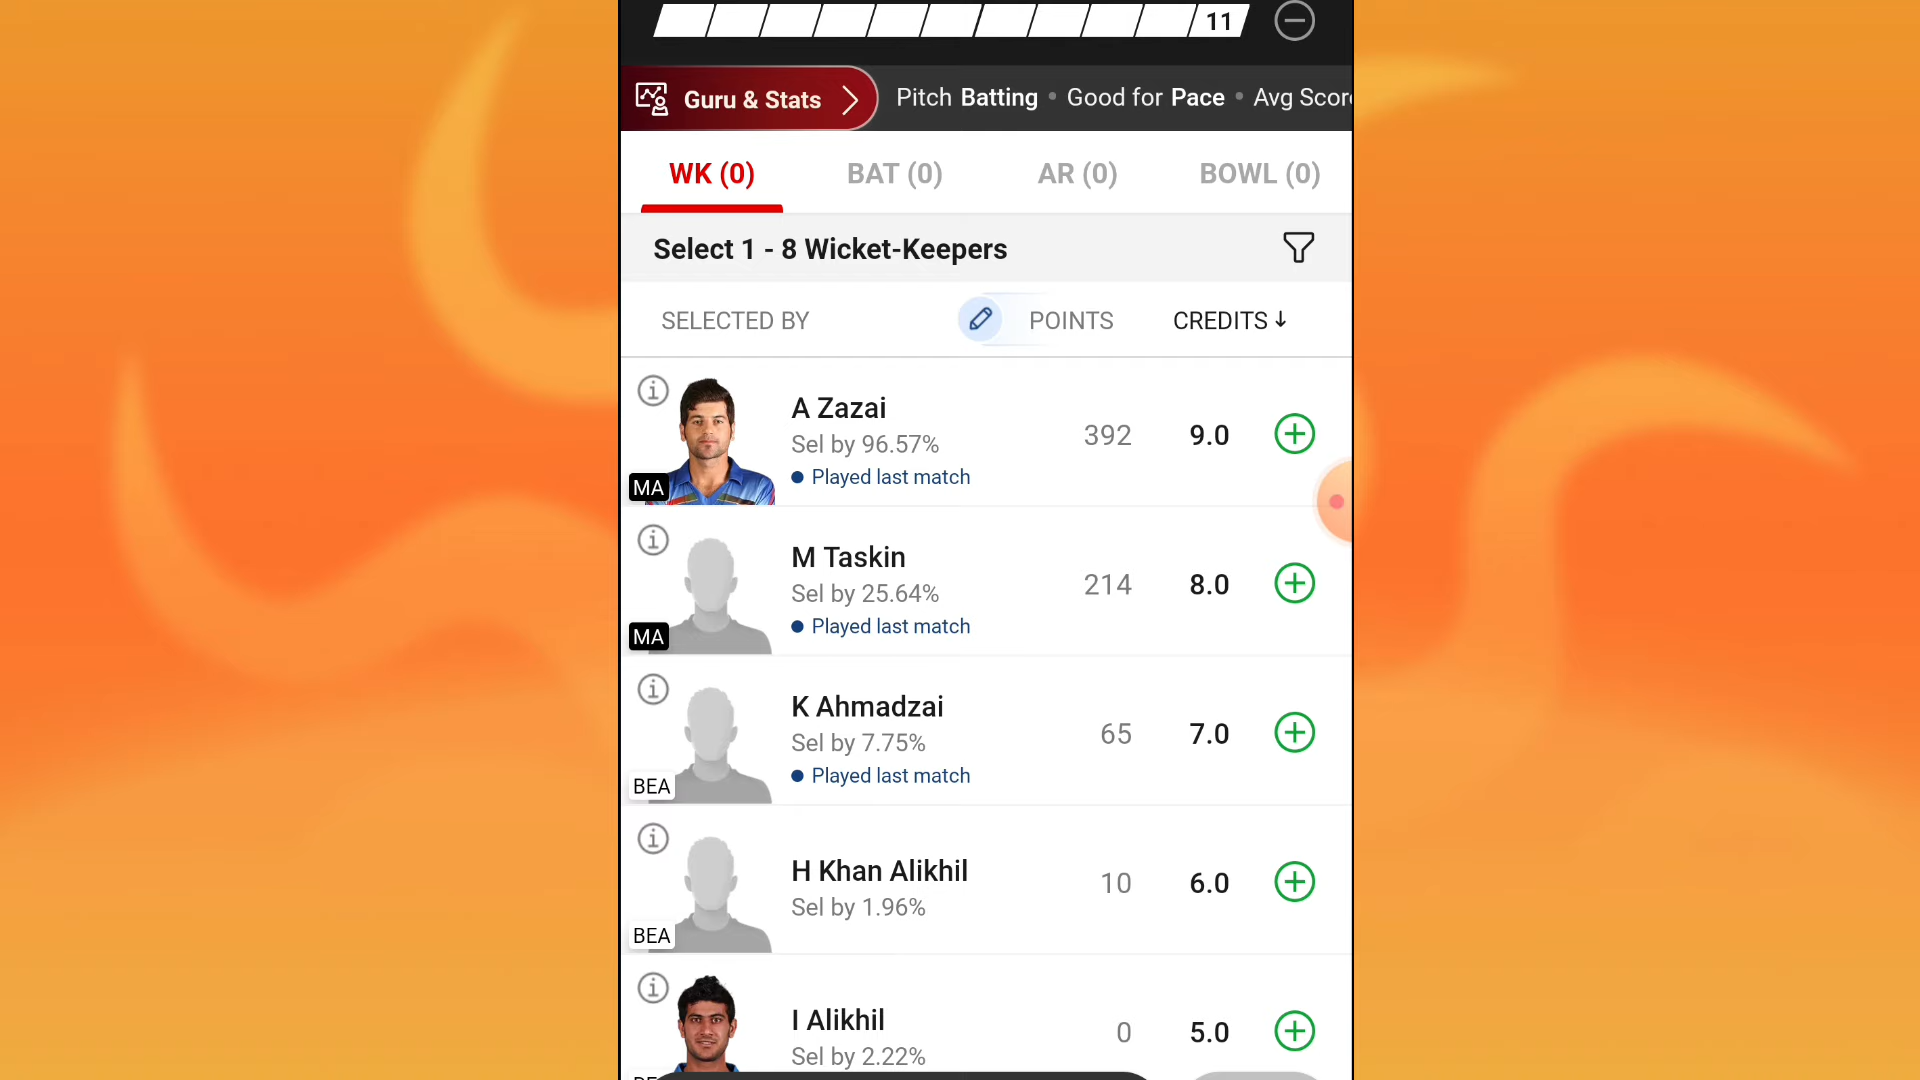 11
Guru & Stats
Pitch Batting • Good for Pace • Avg Score
WK (0) BAT (0) AR (0) BOWL (0)
Select 1 - 8 Wicket-Keepers
SELECTED BY POINTS CREDITS ↓
A Zazai
Sel by 96.57% 392 9.0
Played last match
MA
M Taskin
Sel by 25.64% 214 8.0
Played last match
MA
K Ahmadzai
Sel by 7.75% 65 7.0
Played last match
BEA
H Khan Alikhil
Sel by 1.96% 10 6.0
BEA
I Alikhil
Sel by 2.22% 0 5.0